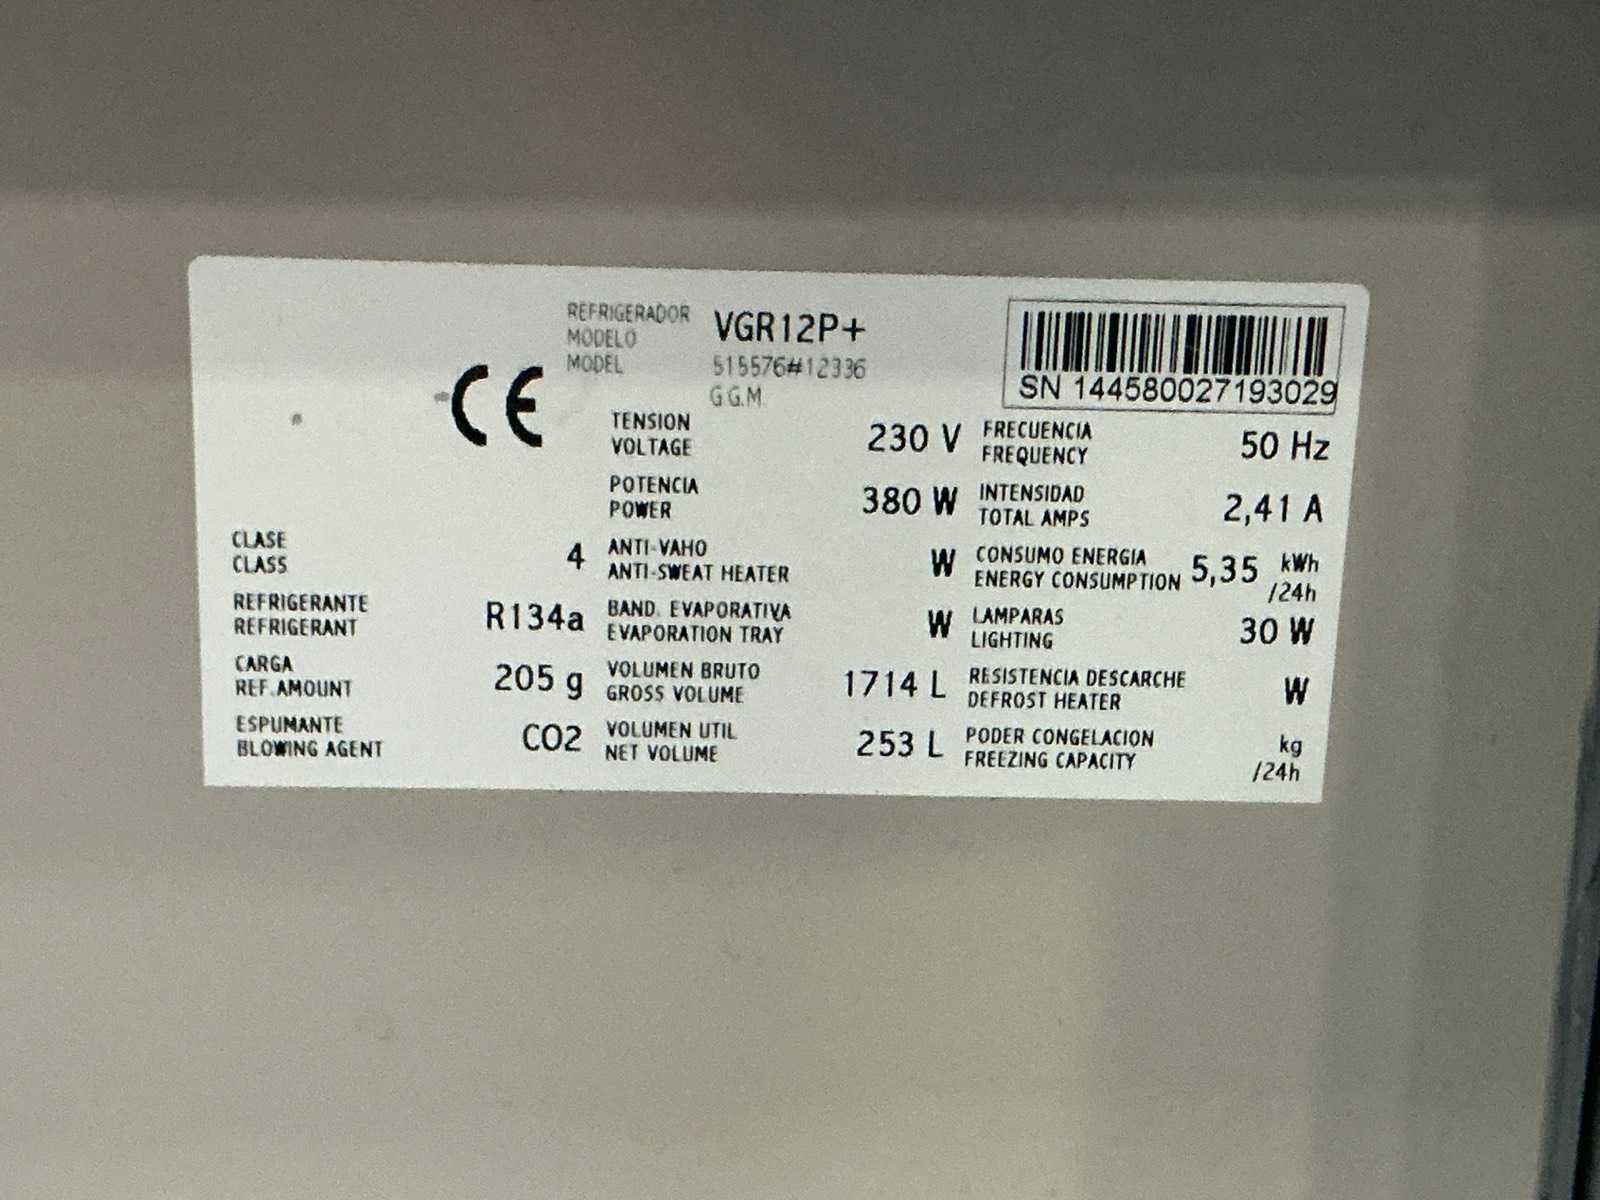 REFRIGERADOR
MODELO
MODEL
VGR12P+
515576#12336
G.G.M.
SN 144580027193029
CE
TENSION
VOLTAGE
230 V
FRECUENCIA
FREQUENCY
50 Hz
POTENCIA
POWER
380 W
INTENSIDAD
TOTAL AMPS
2,41 A
CLASE
CLASS
4
ANTI-VAHO
ANTI-SWEAT HEATER
W
CONSUMO ENERGIA
ENERGY CONSUMPTION
5,35 kWh
/24h
REFRIGERANTE
REFRIGERANT
R134a
BAND. EVAPORATIVA
EVAPORATION TRAY
W
LAMPARAS
LIGHTING
30 W
CARGA
REF.AMOUNT
205 g
VOLUMEN BRUTO
GROSS VOLUME
1714 L
RESISTENCIA DESCARCHE
DEFROST HEATER
W
ESPUMANTE
BLOWING AGENT
CO2
VOLUMEN UTIL
NET VOLUME
253 L
PODER CONGELACION
FREEZING CAPACITY
kg
/24h